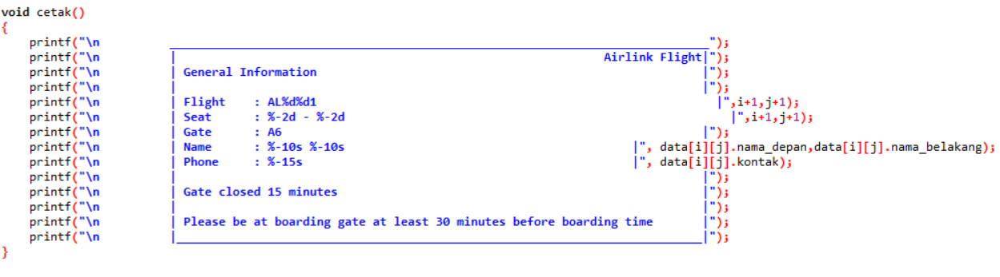 void cetak()
{
    printf("\n            ____________________________________________________________________________");
    printf("\n            |                                                            Airlink Flight|");
    printf("\n            | General Information                                                      |");
    printf("\n            |                                                                          |");
    printf("\n            | Flight    : AL%d%d1                                                        |",i+1,j+1);
    printf("\n            | Seat      : %-2d - %-2d                                                      |",i+1,j+1);
    printf("\n            | Gate      : A6                                                           |");
    printf("\n            | Name      : %-10s %-10s                                        |", data[i][j].nama_depan,data[i][j].nama_belakang);
    printf("\n            | Phone     : %-15s                                              |", data[i][j].kontak);
    printf("\n            |                                                                          |");
    printf("\n            | Gate closed 15 minutes                                                   |");
    printf("\n            |                                                                          |");
    printf("\n            | Please be at boarding gate at least 30 minutes before boarding time      |");
    printf("\n            |__________________________________________________________________________|");
}